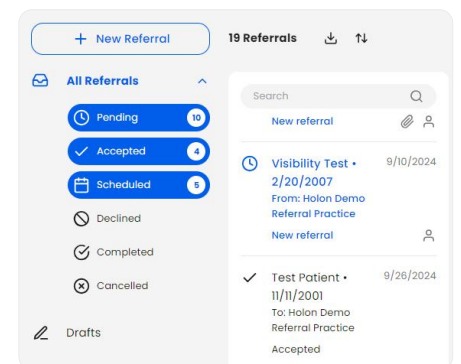 + New Referral
19 Referrals
All Referrals
Pending 10
Accepted 4
Scheduled 5
Declined
Completed
Cancelled
Drafts
Search
New referral
Visibility Test • 9/10/2024
2/20/2007
From: Holon Demo
Referral Practice
New referral
Test Patient • 9/26/2024
11/11/2001
To: Holon Demo
Referral Practice
Accepted